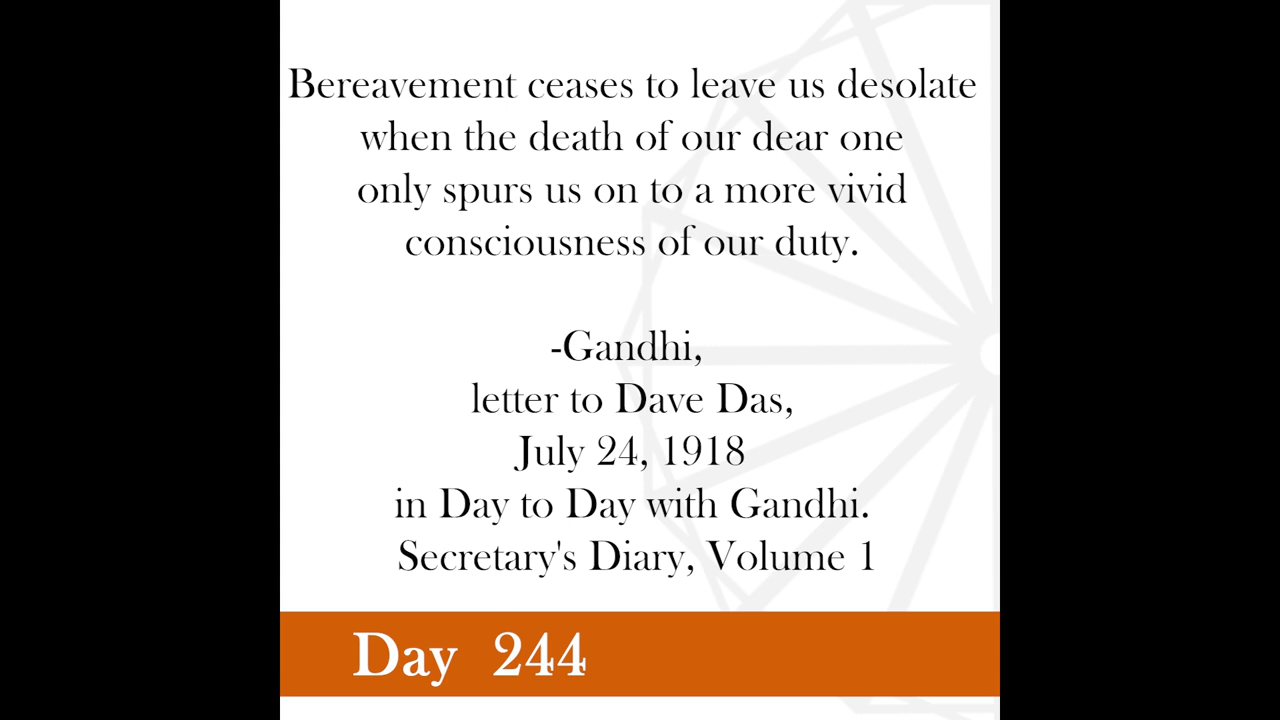 Bereavement ceases to leave us desolate
when the death of our dear one
only spurs us on to a more vivid
consciousness of our duty.
-Gandhi,
letter to Dave Das,
July 24, 1918
in Day to Day with Gandhi.
Secretary's Diary, Volume 1
Day 244